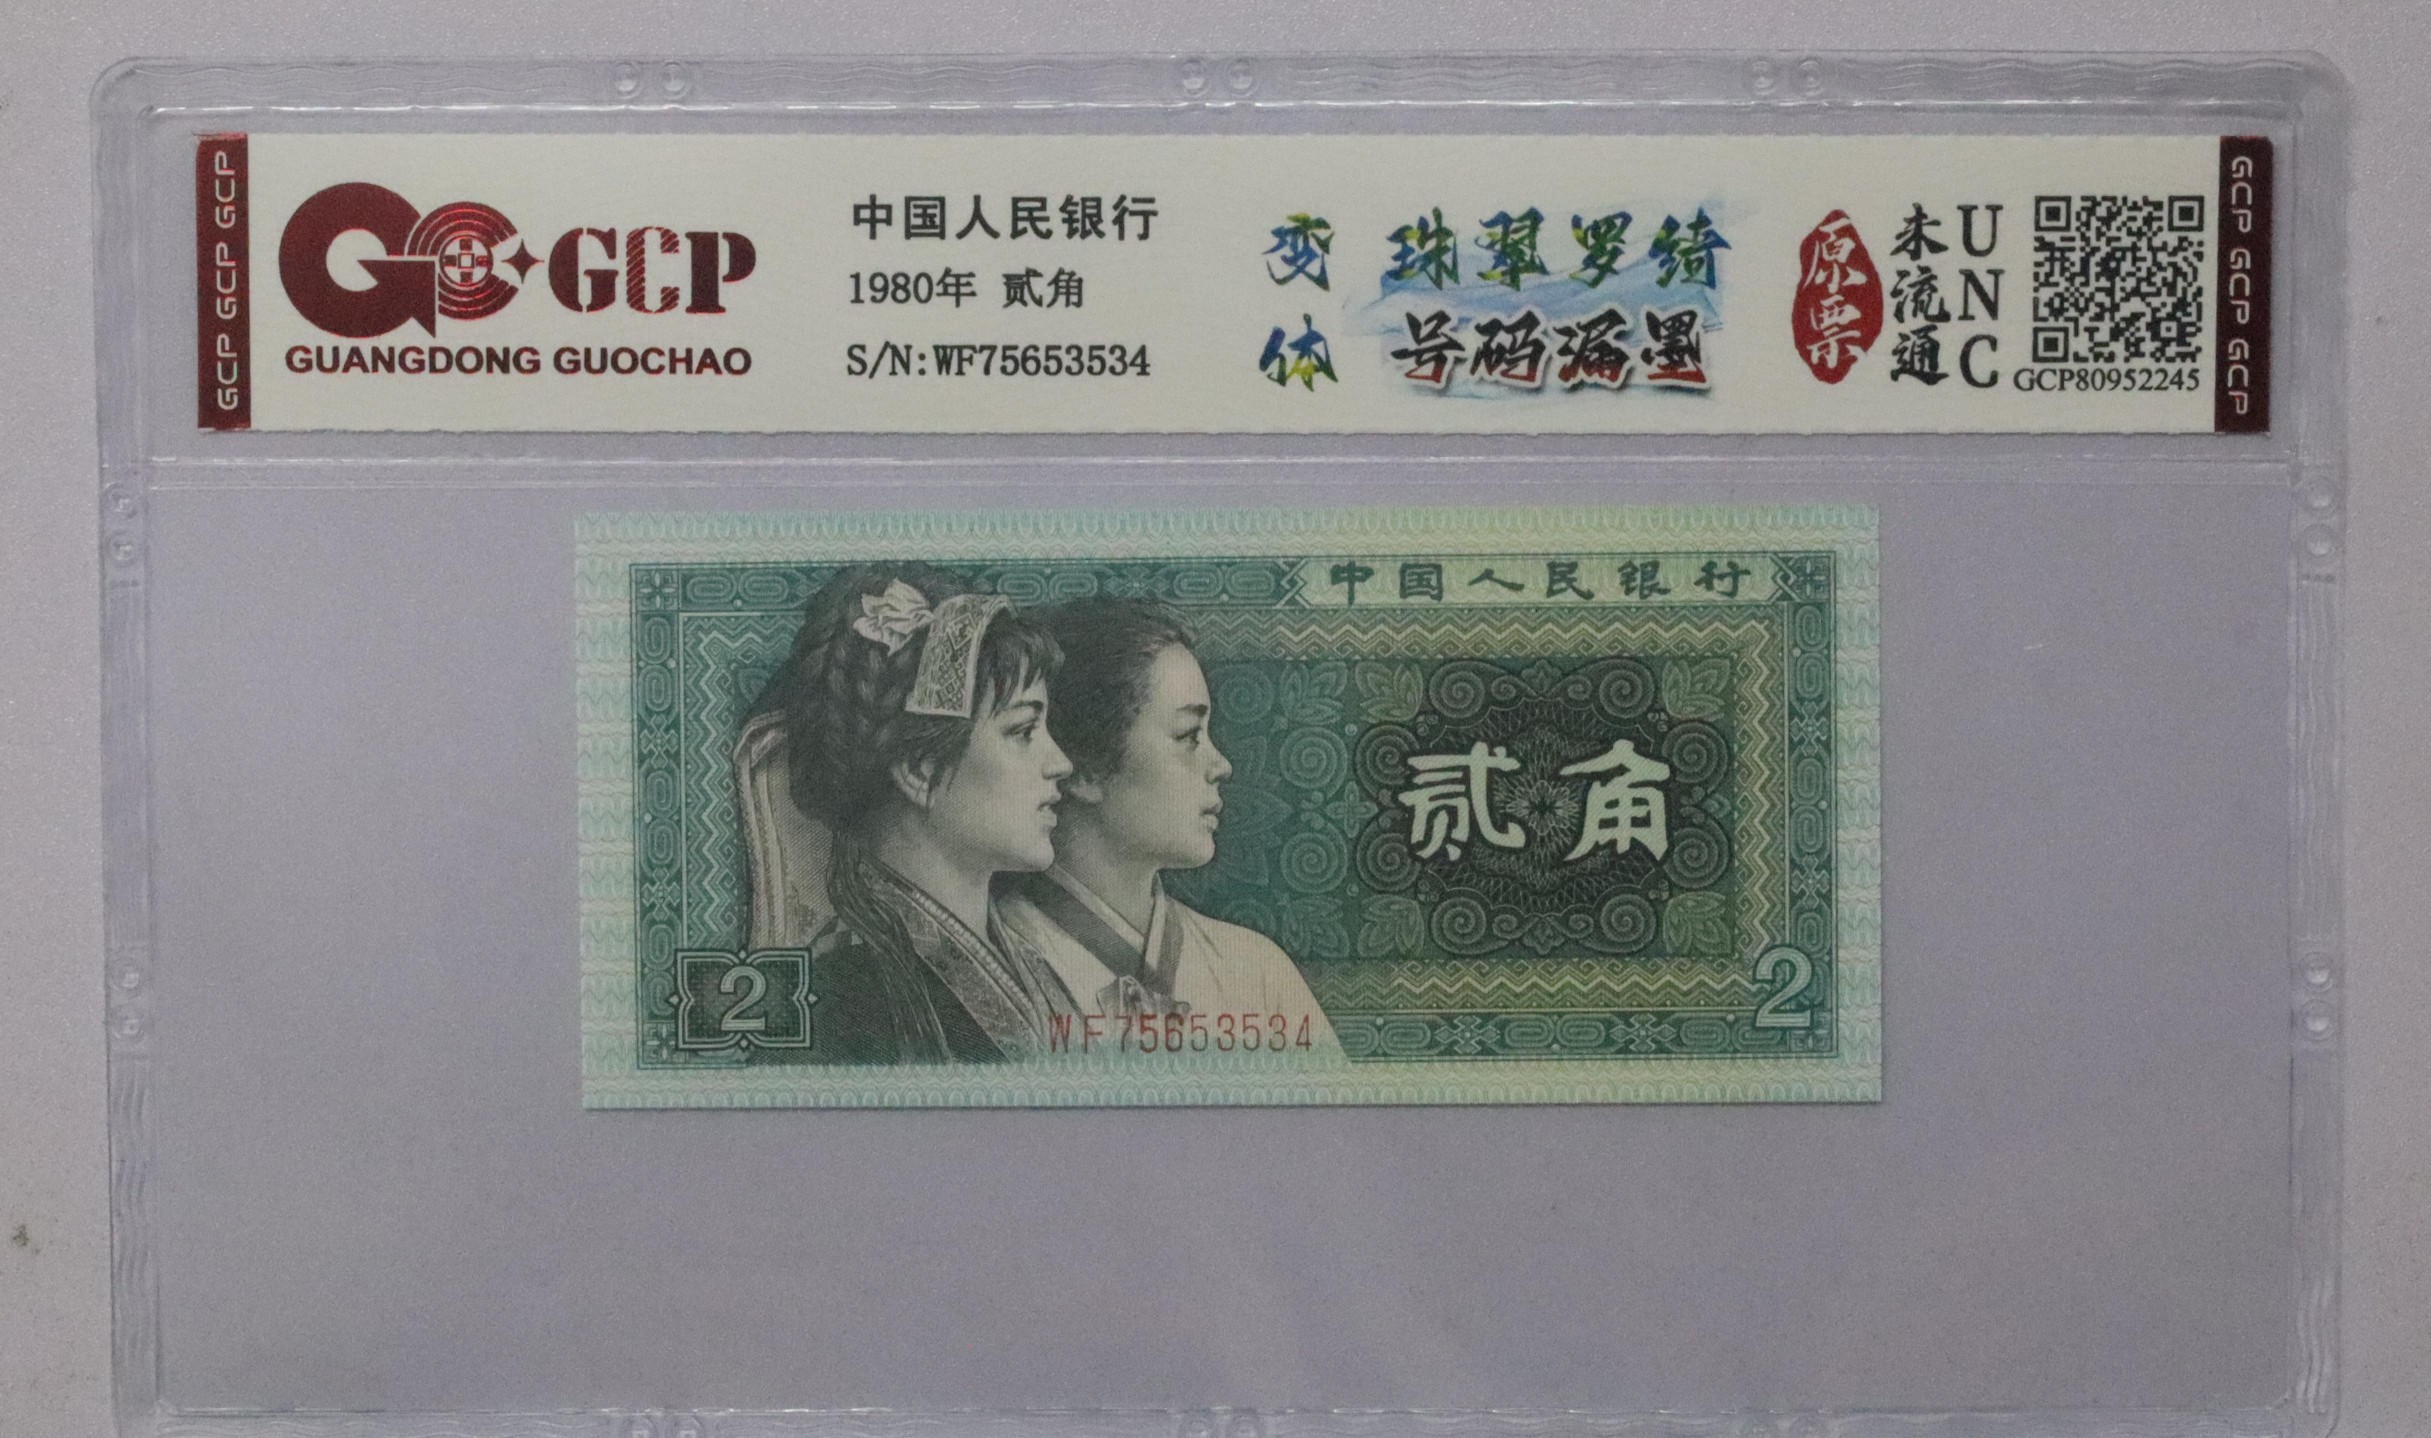 GCP GCP GCP
GCP
GUANGDONG GUOCHAO
中国人民银行
1980年 贰角
S/N:WF75653534
变体
珠翠罗绮
号码漏墨
原票
未流通
UNC
GCP80952245
GCP GCP GCP
中国人民银行
贰角
2
WF75653534
2